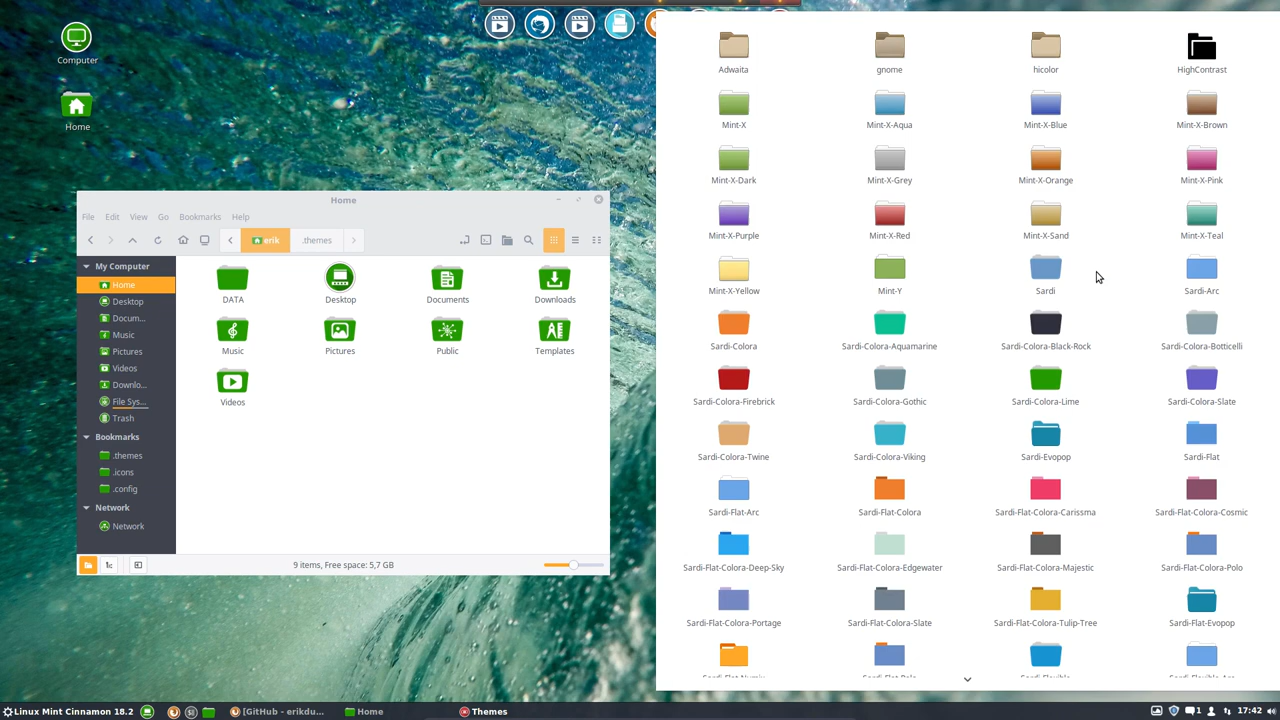 Computer
Home
Home
File Edit View Go Bookmarks Help
erik .themes
My Computer
Home
Desktop
Docum...
Music
Pictures
Videos
Downlo...
File Sys...
Trash
Bookmarks
.themes
.icons
.config
Network
Network
DATA Desktop Documents Downloads
Music Pictures Public Templates
Videos
9 items, Free space: 5,7 GB
Adwaita gnome hicolor HighContrast
Mint-X Mint-X-Aqua Mint-X-Blue Mint-X-Brown
Mint-X-Dark Mint-X-Grey Mint-X-Orange Mint-X-Pink
Mint-X-Purple Mint-X-Red Mint-X-Sand Mint-X-Teal
Mint-X-Yellow Mint-Y Sardi Sardi-Arc
Sardi-Colora Sardi-Colora-Aquamarine Sardi-Colora-Black-Rock Sardi-Colora-Botticelli
Sardi-Colora-Firebrick Sardi-Colora-Gothic Sardi-Colora-Lime Sardi-Colora-Slate
Sardi-Colora-Twine Sardi-Colora-Viking Sardi-Evopop Sardi-Flat
Sardi-Flat-Arc Sardi-Flat-Colora Sardi-Flat-Colora-Carissma Sardi-Flat-Colora-Cosmic
Sardi-Flat-Colora-Deep-Sky Sardi-Flat-Colora-Edgewater Sardi-Flat-Colora-Majestic Sardi-Flat-Colora-Polo
Sardi-Flat-Colora-Portage Sardi-Flat-Colora-Slate Sardi-Flat-Colora-Tulip-Tree Sardi-Flat-Evopop
Linux Mint Cinnamon 18.2 [GitHub - erikdu... Home Themes 1 17:42